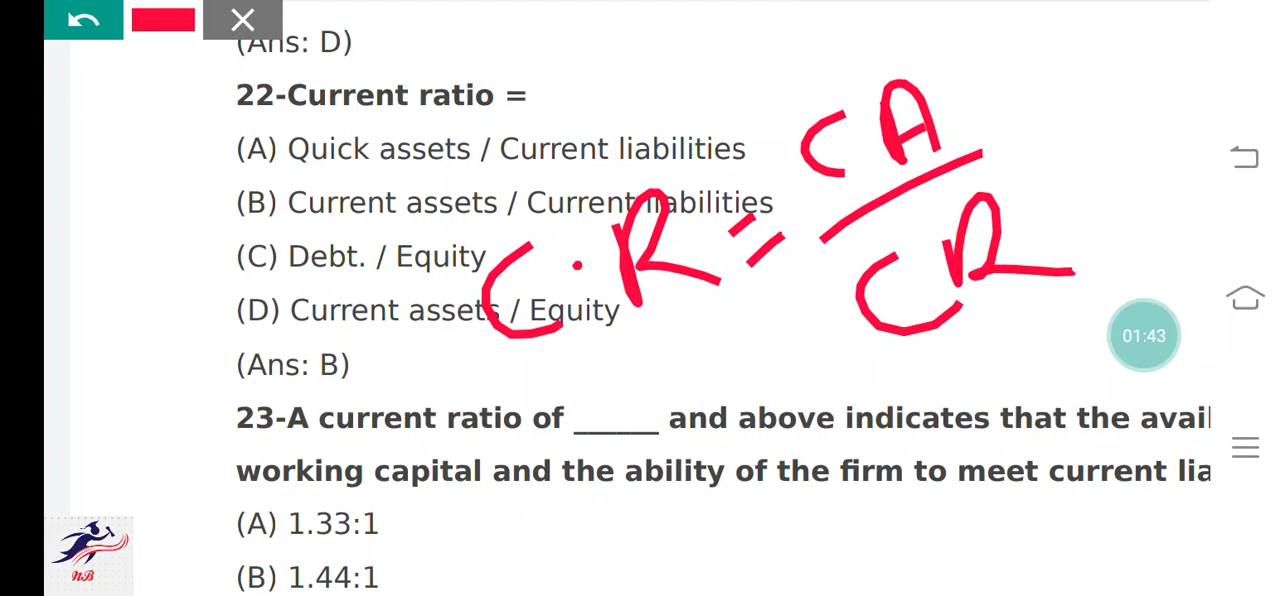 (Ans: D)
22-Current ratio =
(A) Quick assets / Current liabilities
(B) Current assets / Current liabilities
(C) Debt. / Equity
(D) Current assets / Equity
C.R = CA / CR
01:43
(Ans: B)
23-A current ratio of ______ and above indicates that the avail
working capital and the ability of the firm to meet current lia
(A) 1.33:1
(B) 1.44:1
NB